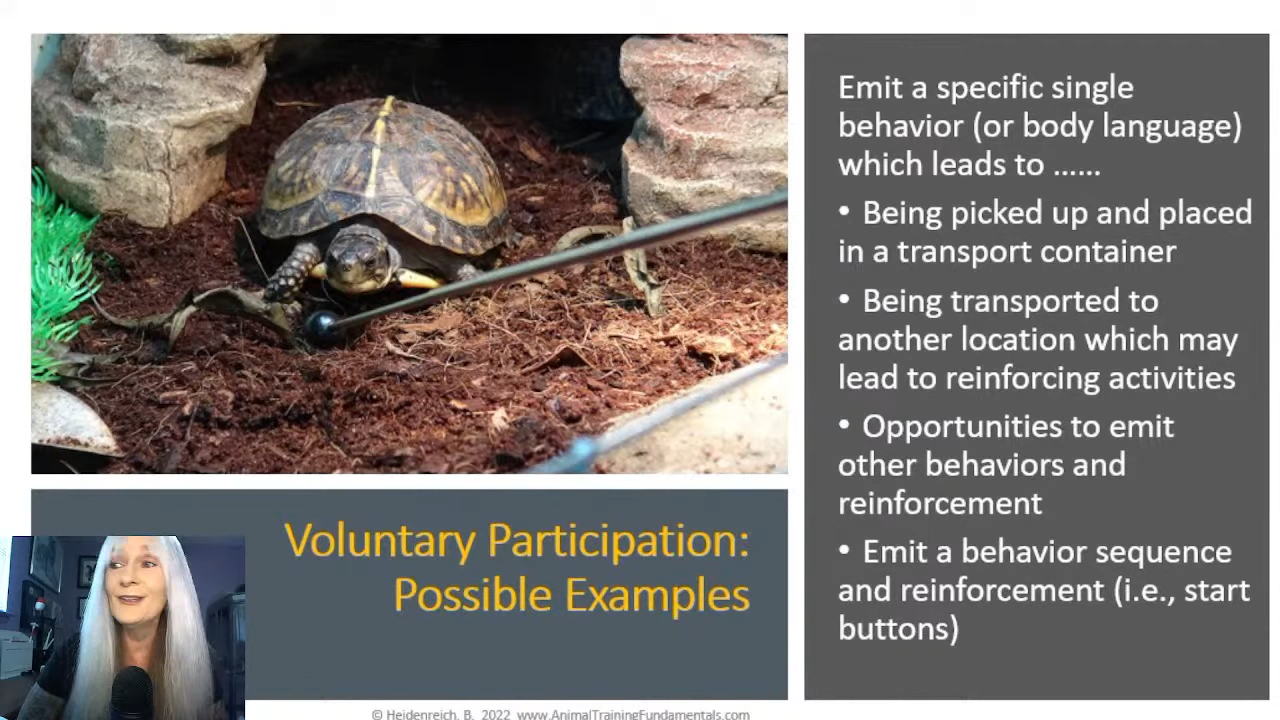 Emit a specific single
behavior (or body language)
which leads to ......
• Being picked up and placed
in a transport container
• Being transported to
another location which may
lead to reinforcing activities
• Opportunities to emit
other behaviors and
reinforcement
• Emit a behavior sequence
and reinforcement (i.e., start
buttons)
Voluntary Participation:
Possible Examples
© Heidenreich, B. 2022 www.AnimalTrainingFundamentals.com